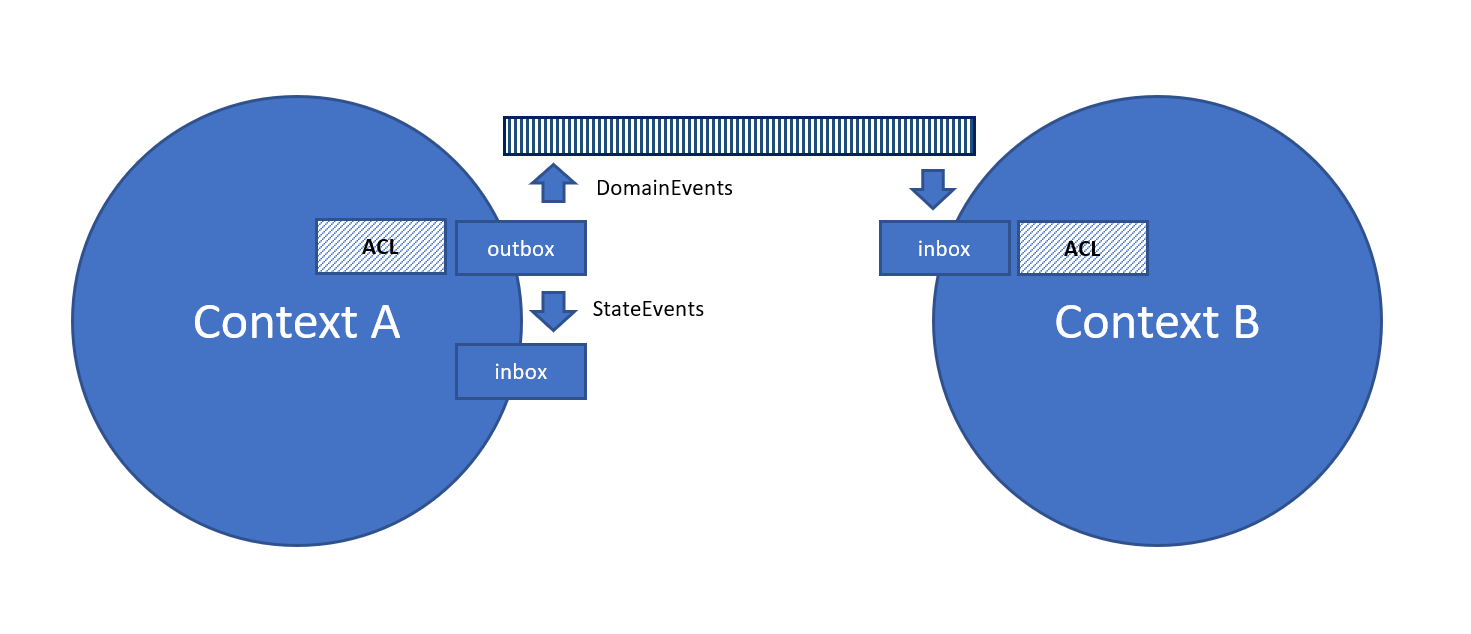 DomainEvents
ACL
outbox
inbox
ACL
StateEvents
Context A
Context B
inbox